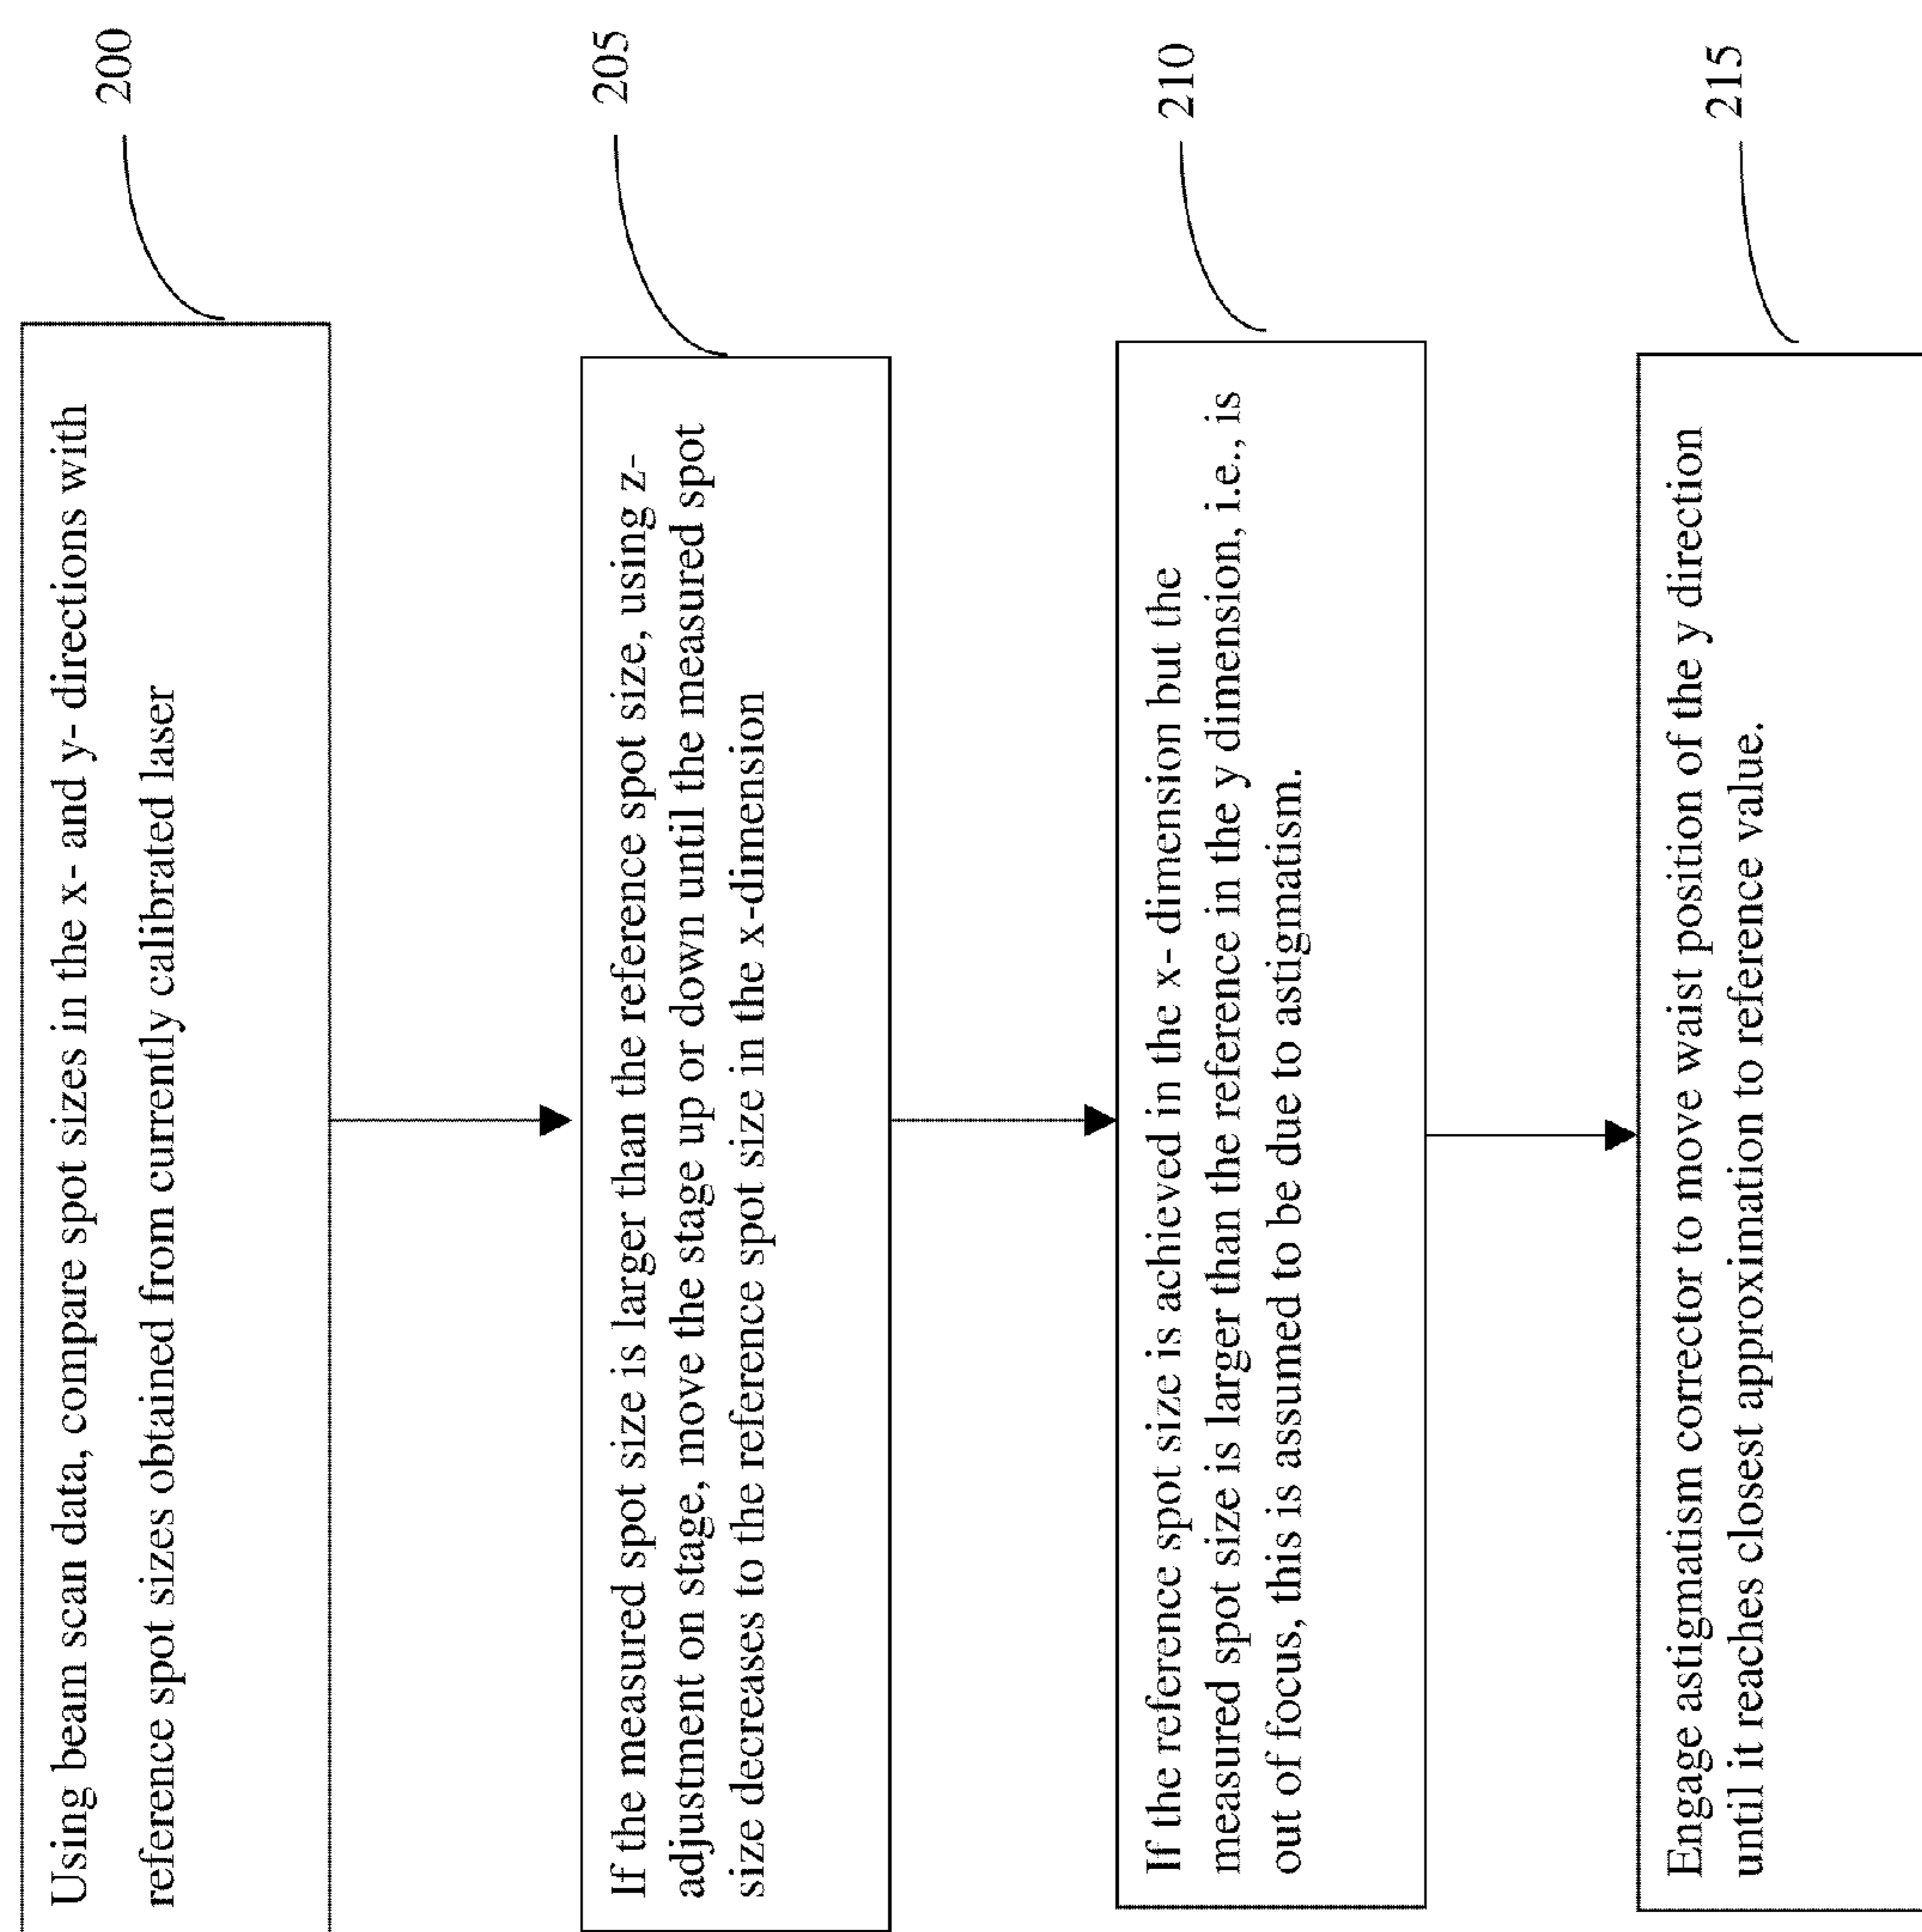 200
Using beam scan data, compare spot sizes in the x- and y- directions with
reference spot sizes obtained from currently calibrated laser
205
If the measured spot size is larger than the reference spot size, using z-
adjustment on stage, move the stage up or down until the measured spot
size decreases to the reference spot size in the x-dimension
210
If the reference spot size is achieved in the x- dimension but the
measured spot size is larger than the reference in the y dimension, i.e., is
out of focus, this is assumed to be due to astigmatism.
215
Engage astigmatism corrector to move waist position of the y direction
until it reaches closest approximation to reference value.